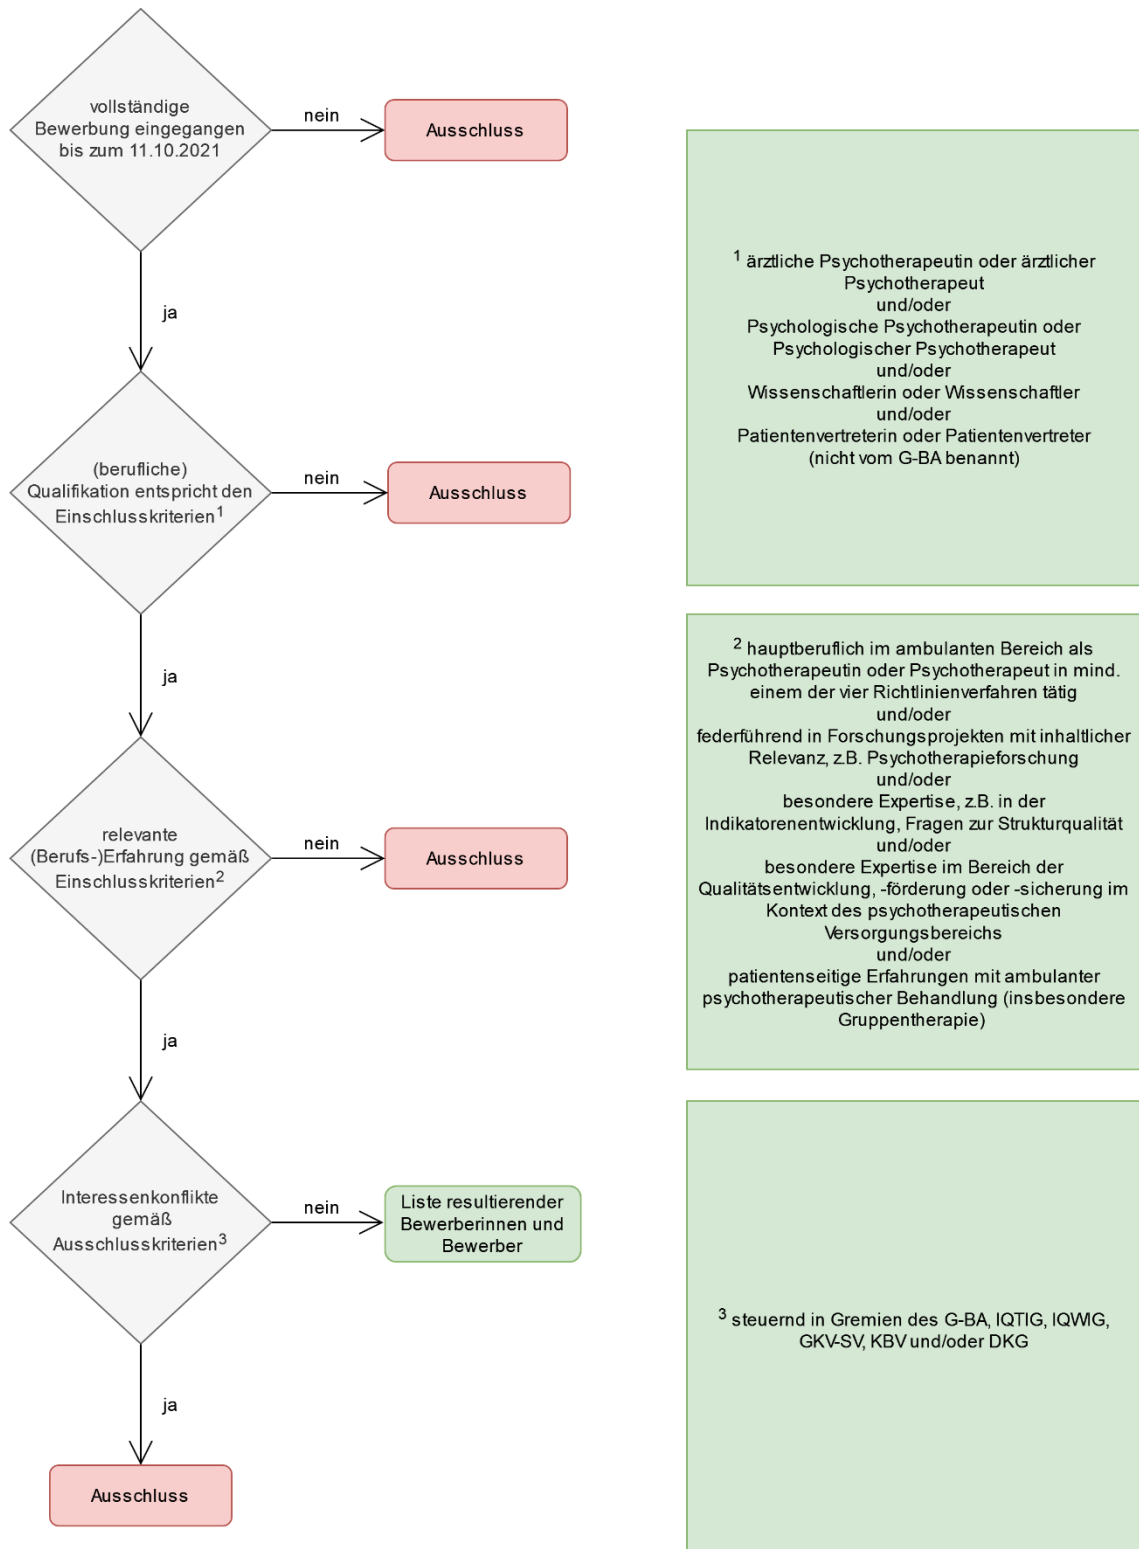 vollständige
Bewerbung eingegangen
bis zum 11.10.2021
nein
Ausschluss
ja
(berufliche)
Qualifikation entspricht den
Einschlusskriterien1
nein
Ausschluss
ja
relevante
(Berufs-)Erfahrung gemäß
Einschlusskriterien2
nein
Ausschluss
ja
Interessenkonflikte
gemäß
Ausschlusskriterien3
nein
Liste resultierender
Bewerberinnen und
Bewerber
ja
Ausschluss
1 ärztliche Psychotherapeutin oder ärztlicher
Psychotherapeut
und/oder
Psychologische Psychotherapeutin oder
Psychologischer Psychotherapeut
und/oder
Wissenschaftlerin oder Wissenschaftler
und/oder
Patientenvertreterin oder Patientenvertreter
(nicht vom G-BA benannt)
2 hauptberuflich im ambulanten Bereich als
Psychotherapeutin oder Psychotherapeut in mind.
einem der vier Richtlinienverfahren tätig
und/oder
federführend in Forschungsprojekten mit inhaltlicher
Relevanz, z.B. Psychotherapieforschung
und/oder
besondere Expertise, z.B. in der
Indikatorenentwicklung, Fragen zur Strukturqualität
und/oder
besondere Expertise im Bereich der
Qualitätsentwicklung, -förderung oder -sicherung im
Kontext des psychotherapeutischen
Versorgungsbereichs
und/oder
patientenseitige Erfahrungen mit ambulanter
psychotherapeutischer Behandlung (insbesondere
Gruppentherapie)
3 steuernd in Gremien des G-BA, IQTIG, IQWIG,
GKV-SV, KBV und/oder DKG